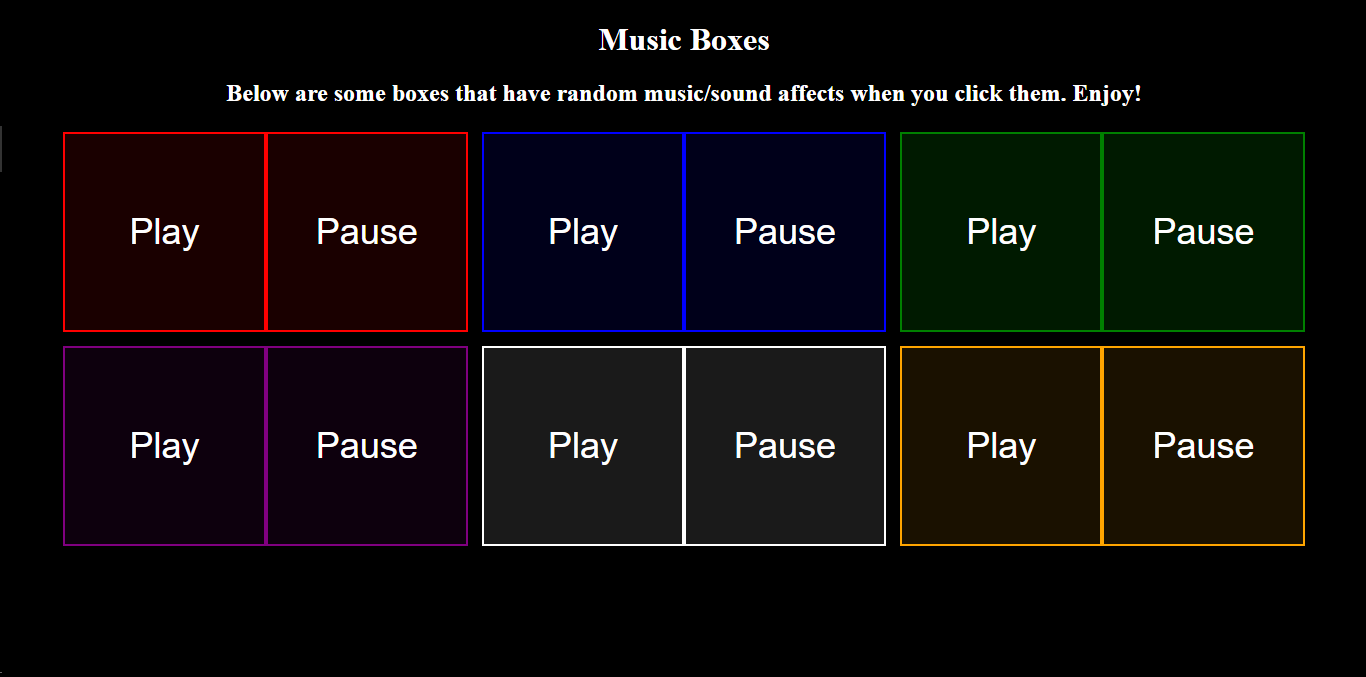 Music Boxes
Below are some boxes that have random music/sound affects when you click them. Enjoy!
Play Pause Play Pause Play Pause
Play Pause Play Pause Play Pause